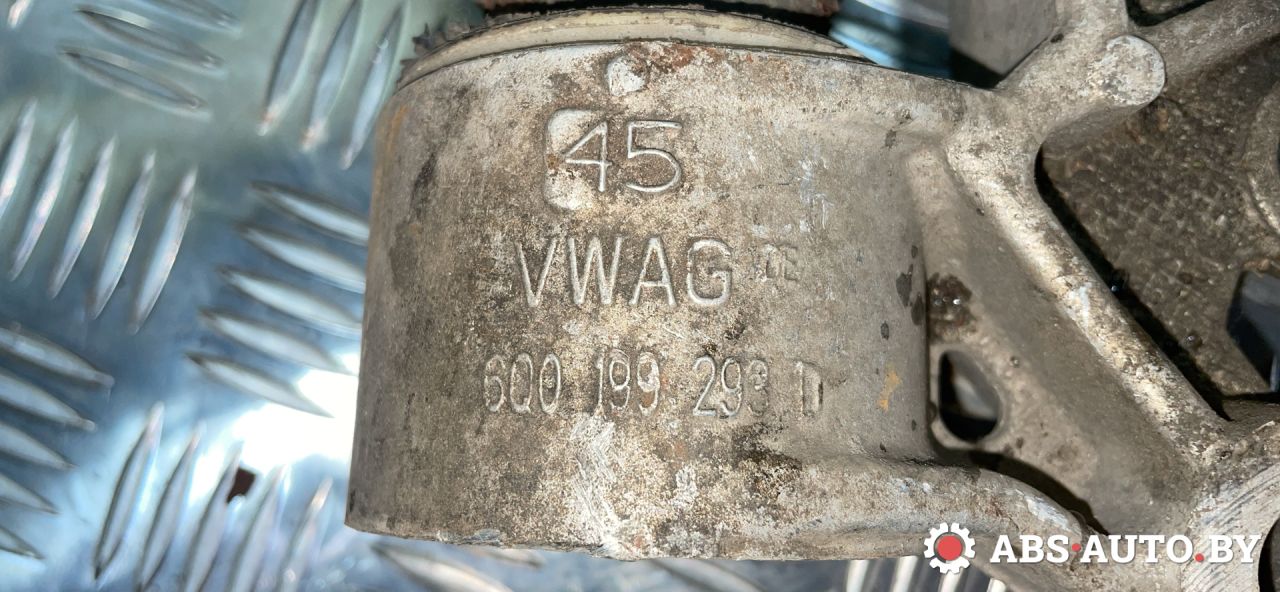 45
VWAG
6Q0 199 293 D
ABS-AUTO.BY